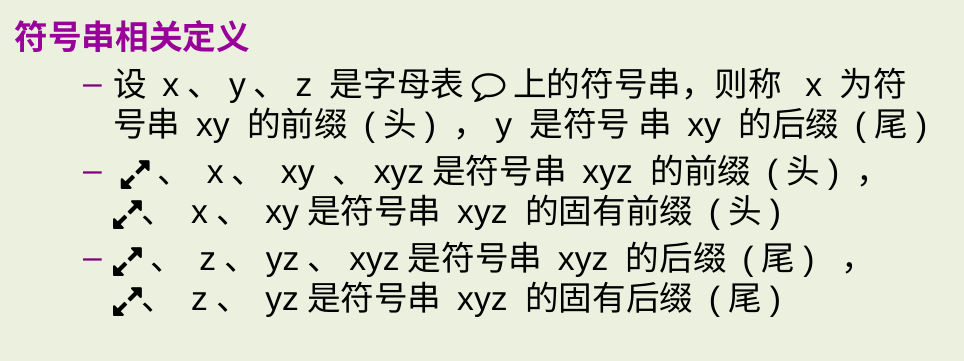 符号串相关定义
– 设 x 、 y 、 z 是字母表 🗨 上的符号串，则称 x 为符
号串 xy 的前缀（头），y 是符号 串 xy 的后缀（尾）
– ⤢ 、 x 、 xy 、 xyz 是符号串 xyz 的前缀（头），
⤢、 x 、 xy 是符号串 xyz 的固有前缀（头）
– ⤢ 、 z 、 yz 、 xyz 是符号串 xyz 的后缀（尾），
⤢、 z 、 yz 是符号串 xyz 的固有后缀（尾）